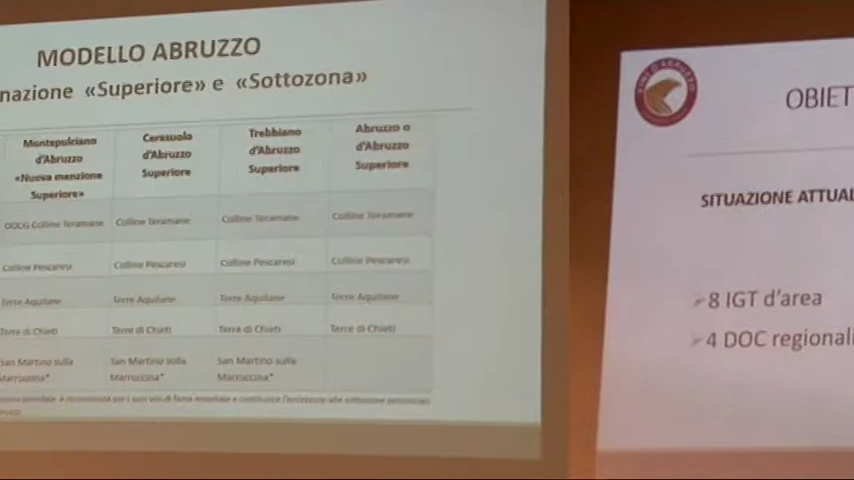 MODELLO ABRUZZO
nazione «Superiore» e «Sottozona»
Montepulciano d'Abruzzo «Nuova menzione Superiore»
Cerasuolo d'Abruzzo Superiore
Trebbiano d'Abruzzo Superiore
Abruzzo o d'Abruzzo Superiore
DOCG Colline Teramane Colline Teramane Colline Teramane Colline Teramane
Colline Pescaresi Colline Pescaresi Colline Pescaresi Colline Pescaresi
Terre Aquilane Terre Aquilane Terre Aquilane Terre Aquilane
Terre di Chieti Terre di Chieti Terre di Chieti Terre di Chieti
San Martino sulla Marrucina* San Martino sulla Marrucina* San Martino sulla Marrucina*
VINI D'ABRUZZO
OBIET
SITUAZIONE ATTUAL
8 IGT d'area
4 DOC regionali